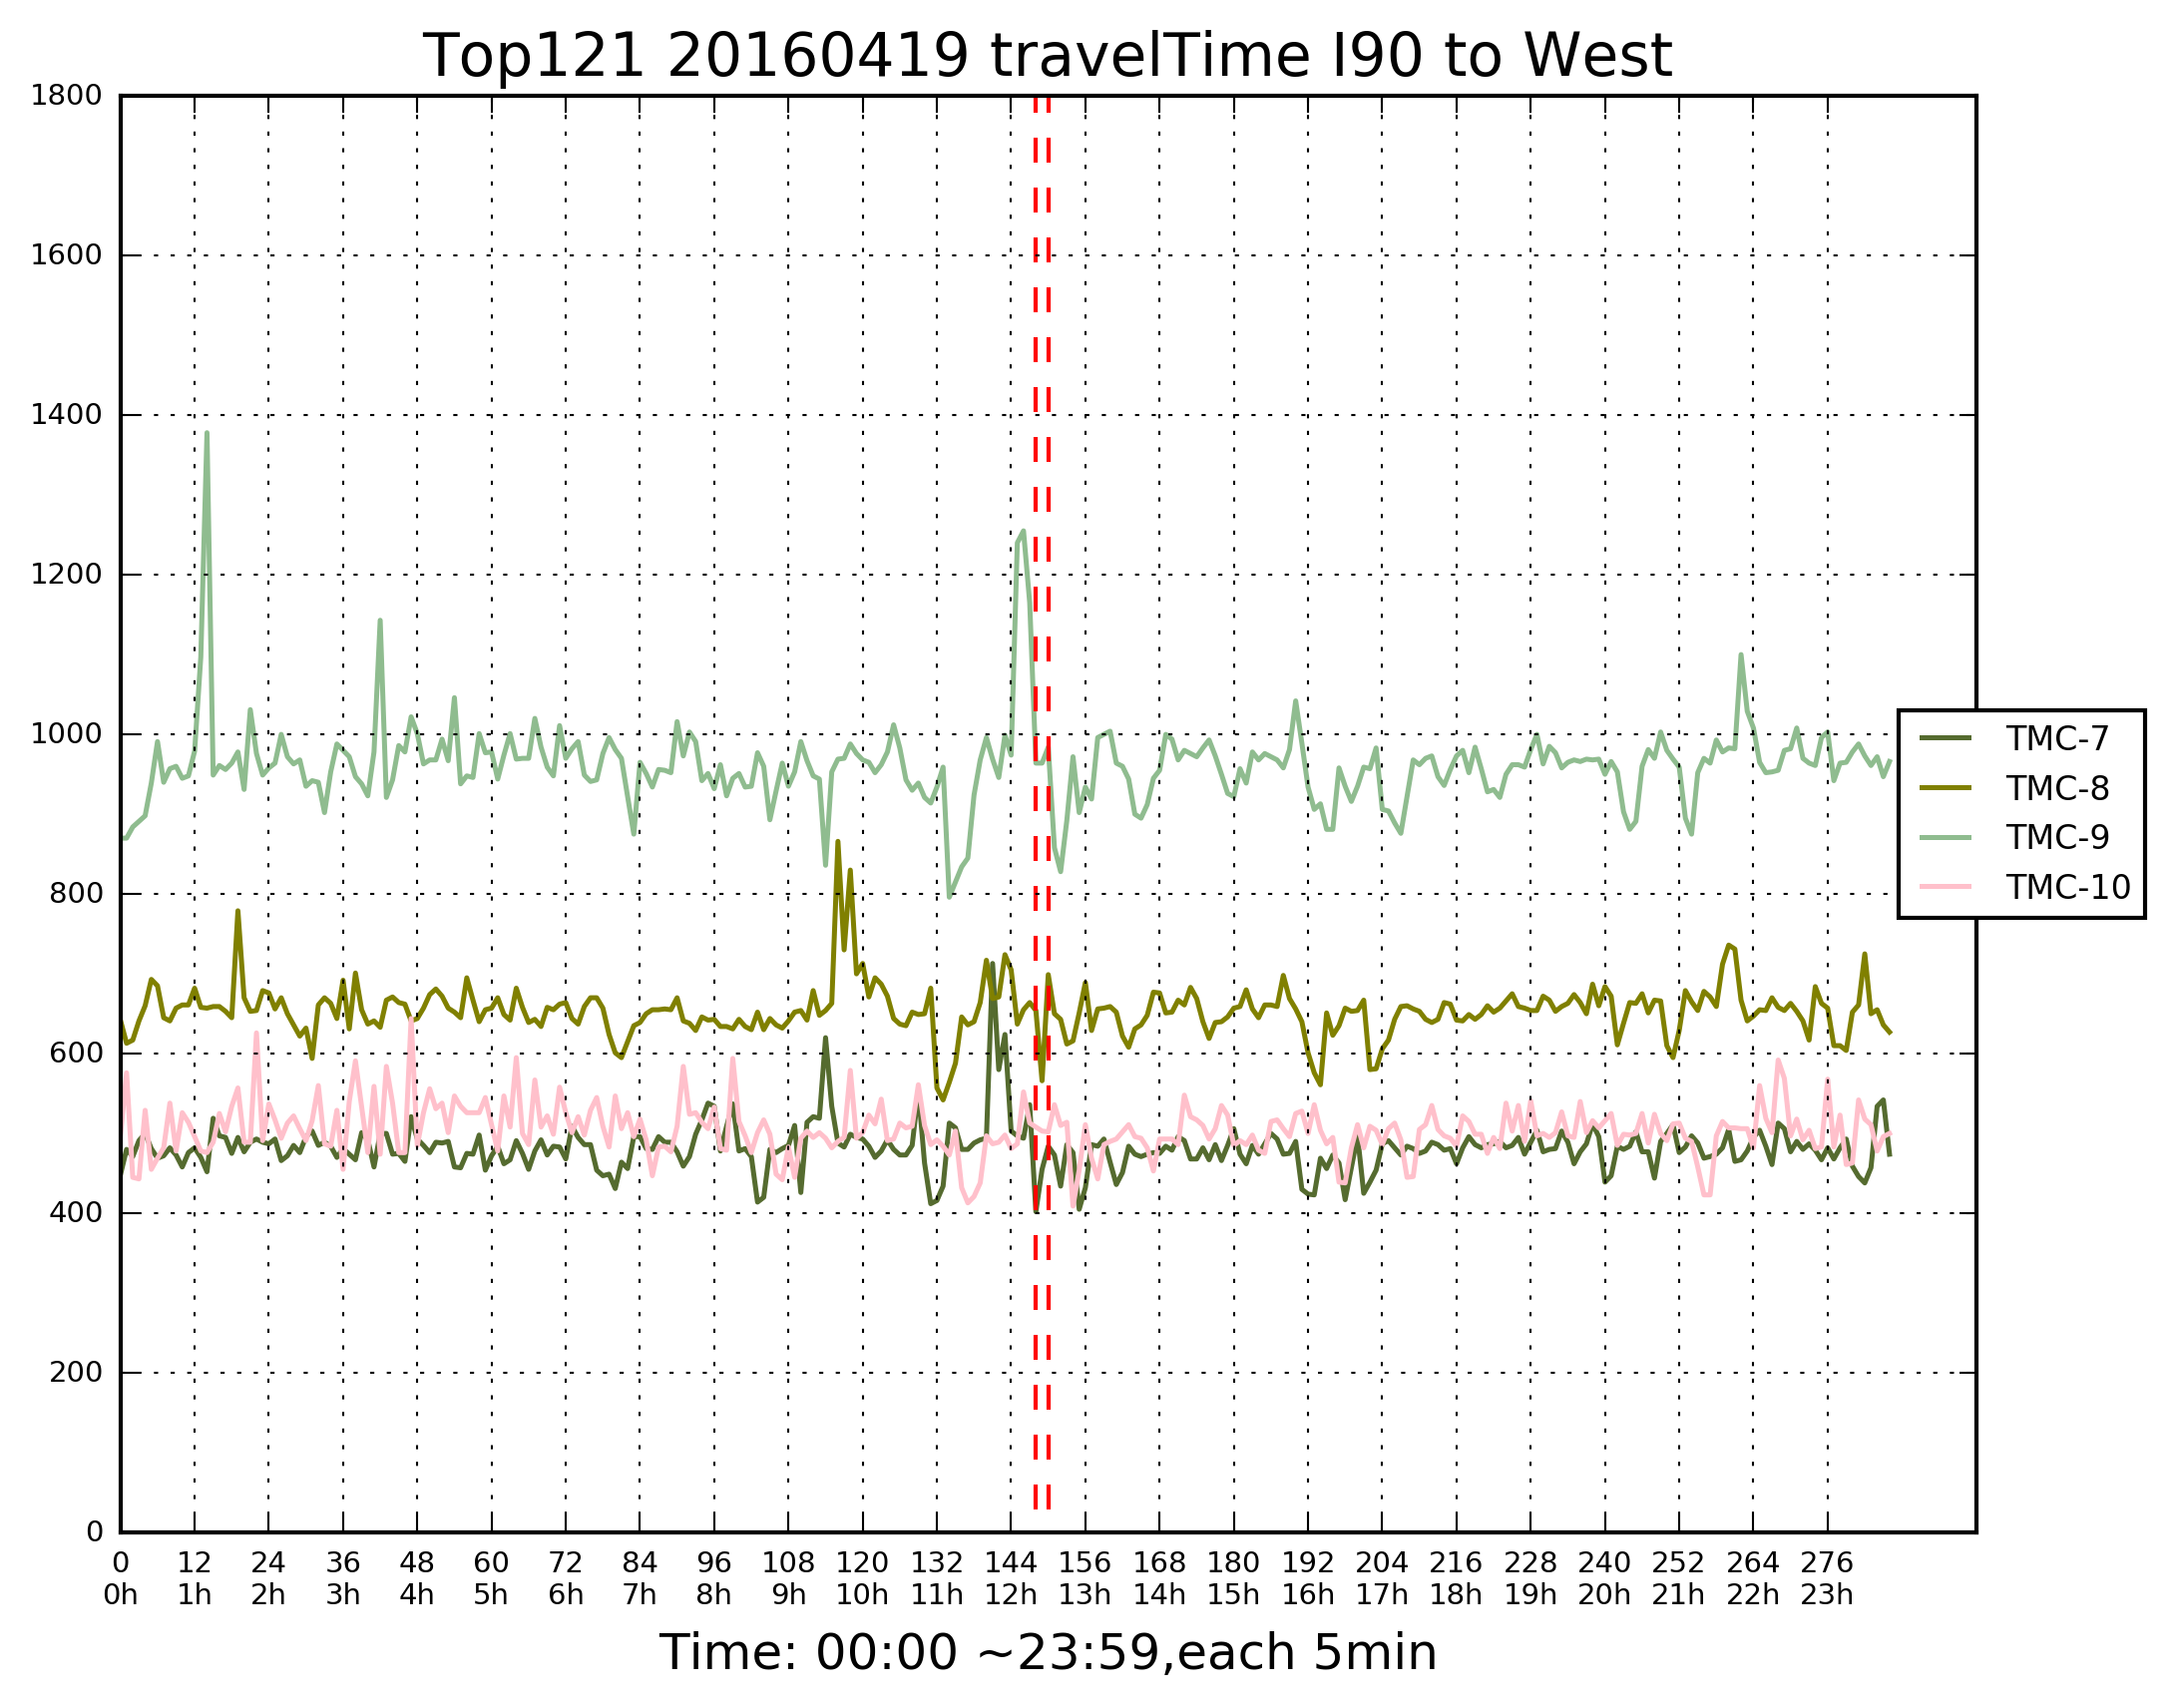 Top121 20160419 travelTime I90 to West
1800
1600
1400
1200
1000
800
600
400
200
0
TMC-7
TMC-8
TMC-9
TMC-10
0 12 24 36 48 60 72 84 96 108 120 132 144 156 168 180 192 204 216 228 240 252 264 276
0h 1h 2h 3h 4h 5h 6h 7h 8h 9h 10h 11h 12h 13h 14h 15h 16h 17h 18h 19h 20h 21h 22h 23h
Time: 00:00 ~23:59,each 5min